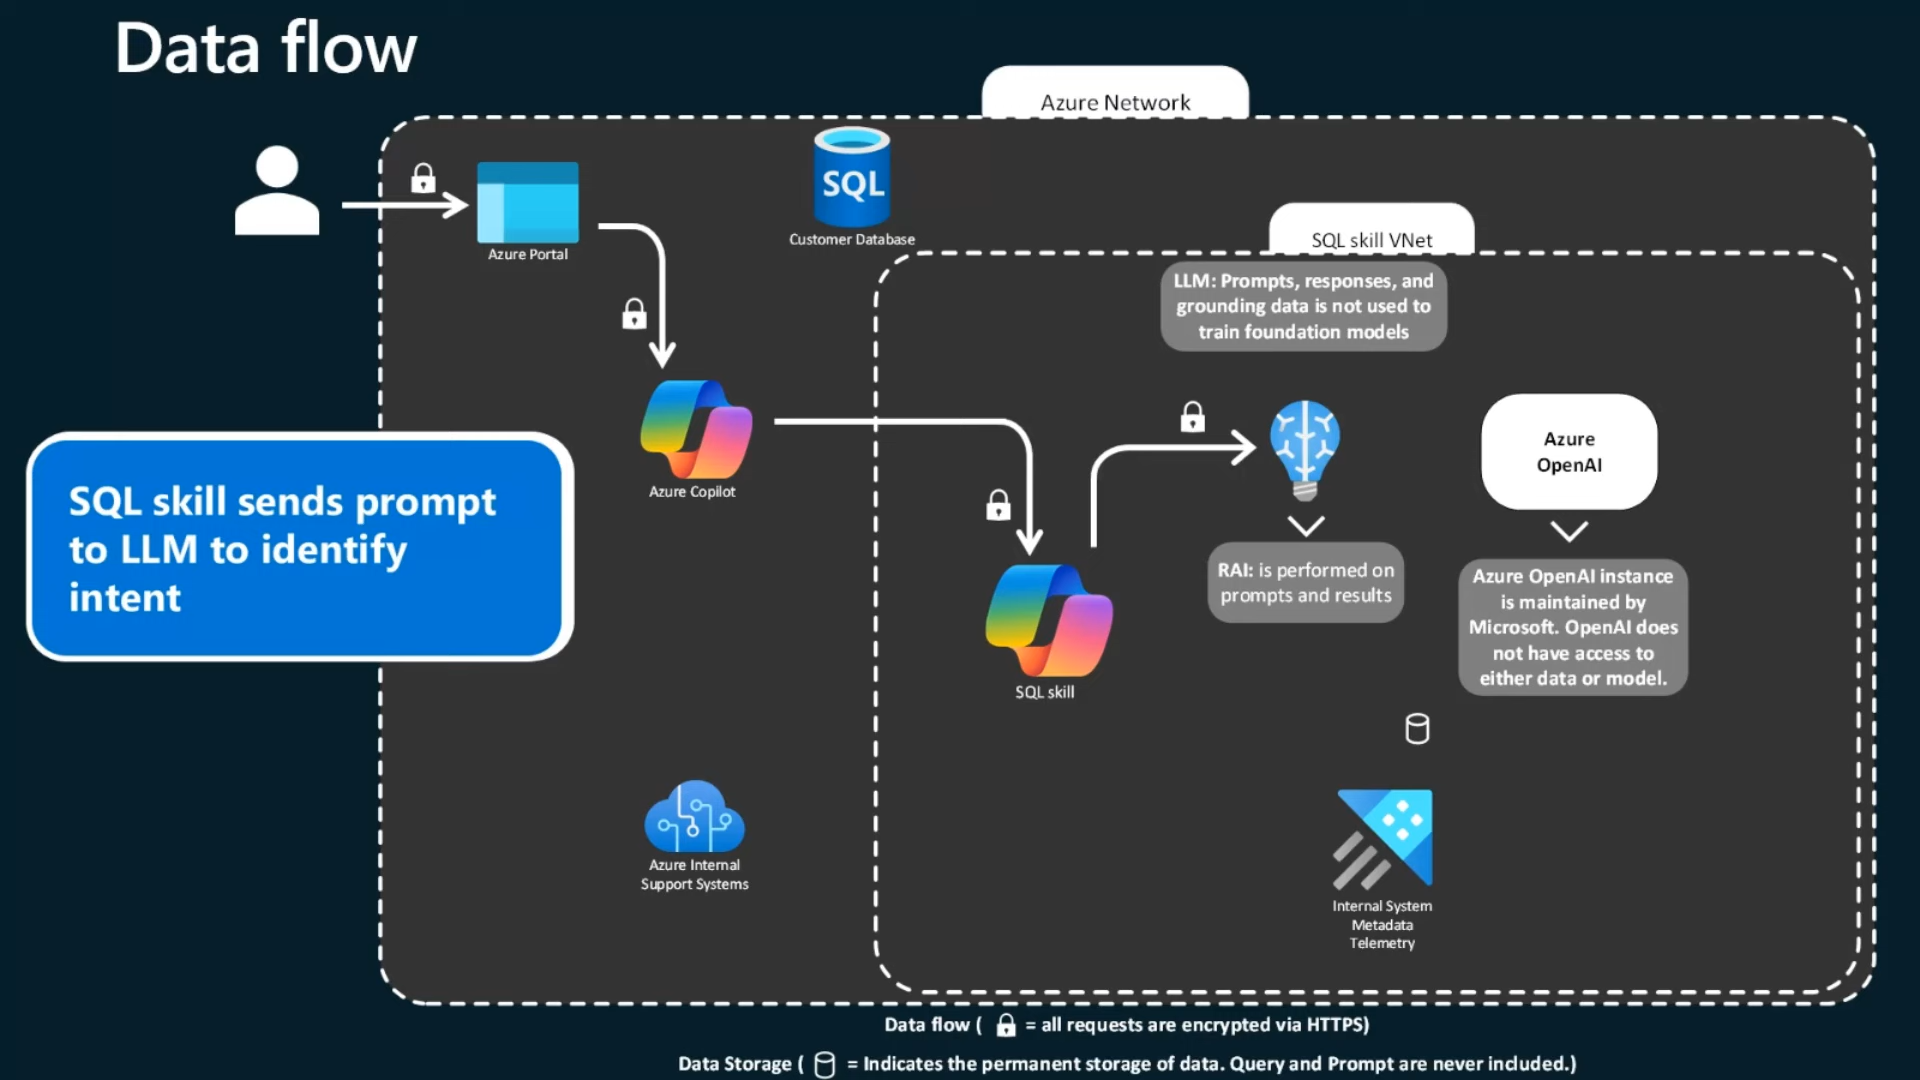 Data flow
Azure Network
SQL
Customer Database
Azure Portal
SQL skill VNet
LLM: Prompts, responses, and
grounding data is not used to
train foundation models
Azure
OpenAI
Azure Copilot
SQL skill sends prompt
to LLM to identify
intent
RAI: is performed on
prompts and results
Azure OpenAI instance
is maintained by
Microsoft. OpenAI does
not have access to
either data or model.
SQL skill
Azure Internal
Support Systems
Internal System
Metadata
Telemetry
Data flow ( = all requests are encrypted via HTTPS)
Data Storage ( = Indicates the permanent storage of data. Query and Prompt are never included.)